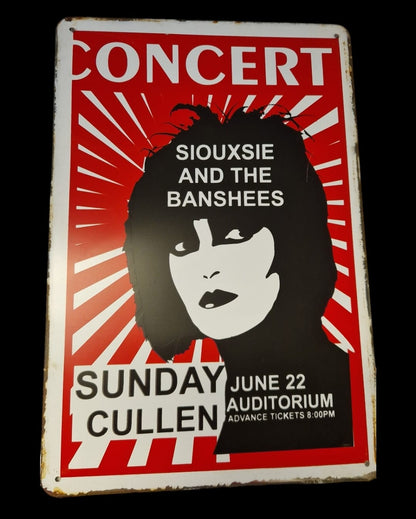 CONCERT
SIOUXSIE
AND THE
BANSHEES
SUNDAY JUNE 22
CULLEN AUDITORIUM
ADVANCE TICKETS 8:00PM